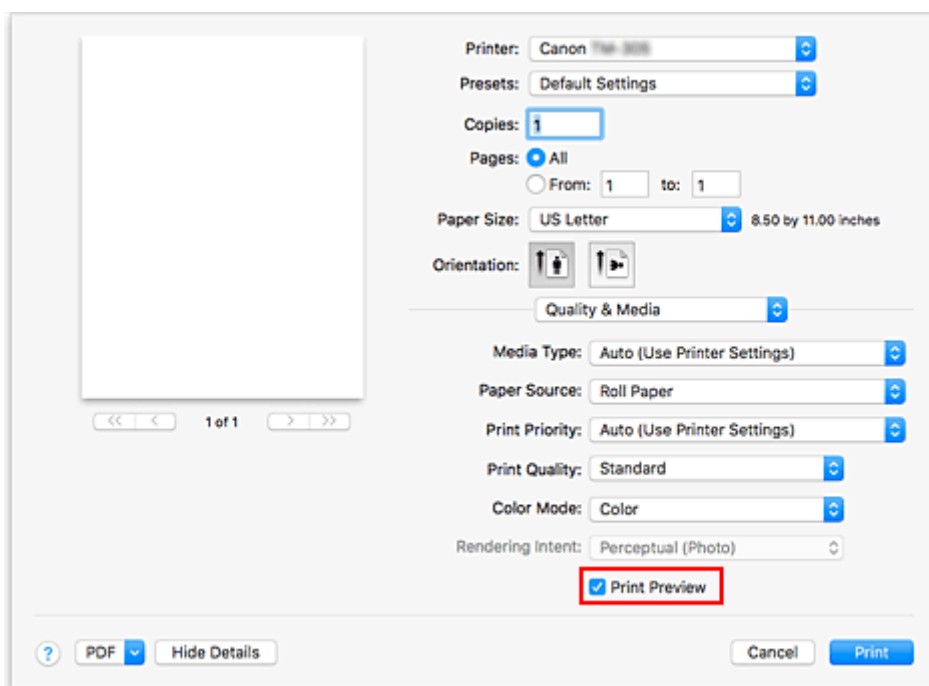 Printer: Canon
Presets: Default Settings
Copies: 1
Pages: All
From: 1 to: 1
Paper Size: US Letter 8.50 by 11.00 inches
Orientation:
Quality & Media
Media Type: Auto (Use Printer Settings)
Paper Source: Roll Paper
<< < 1 of 1 > >>
Print Priority: Auto (Use Printer Settings)
Print Quality: Standard
Color Mode: Color
Rendering Intent: Perceptual (Photo)
Print Preview
? PDF Hide Details Cancel Print